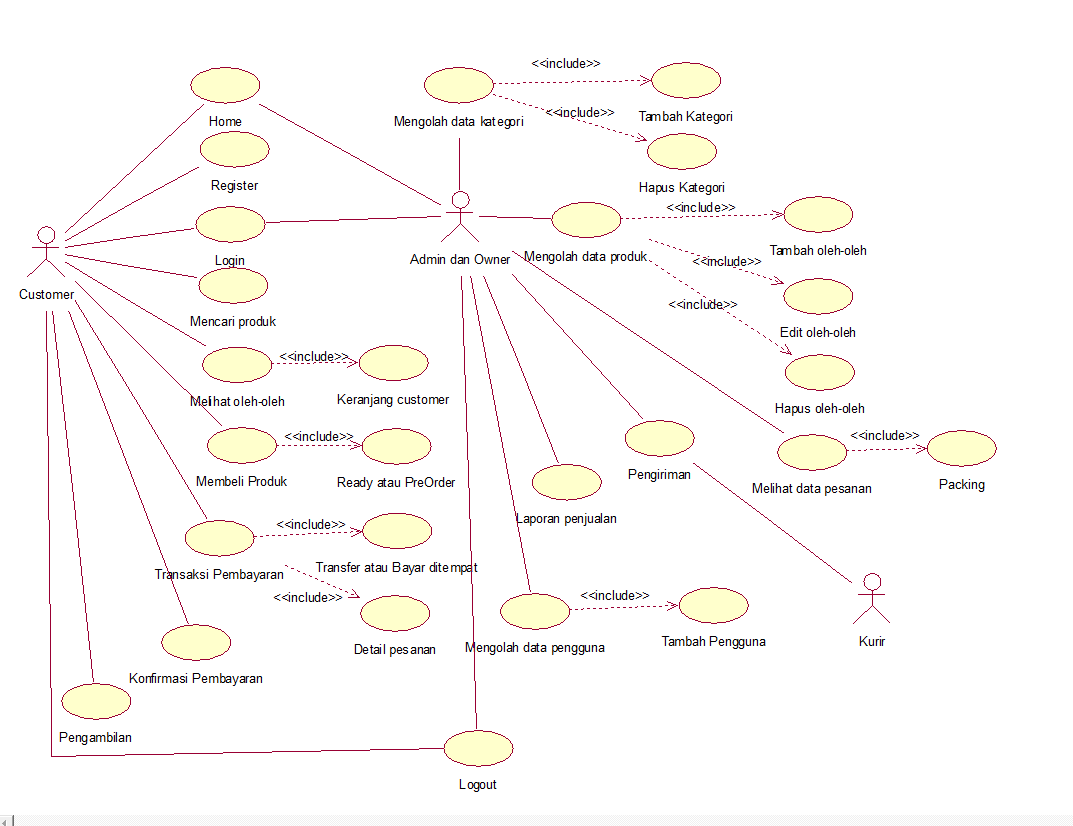 <<include>>
Home
Mengolah data kategori
<<include>>
Tambah Kategori
Register
Hapus Kategori
<<include>>
Login
Admin dan Owner
Mengolah data produk
Tambah oleh-oleh
<<include>>
Customer
<<include>>
Mencari produk
Edit oleh-oleh
<<include>>
Melihat oleh-oleh
Keranjang customer
Hapus oleh-oleh
<<include>>
<<include>>
Membeli Produk
Ready atau PreOrder
Pengiriman
Melihat data pesanan
Packing
Laporan penjualan
<<include>>
Transaksi Pembayaran
Transfer atau Bayar ditempat
<<include>>
<<include>>
Detail pesanan
Mengolah data pengguna
Tambah Pengguna
Kurir
Konfirmasi Pembayaran
Pengambilan
Logout